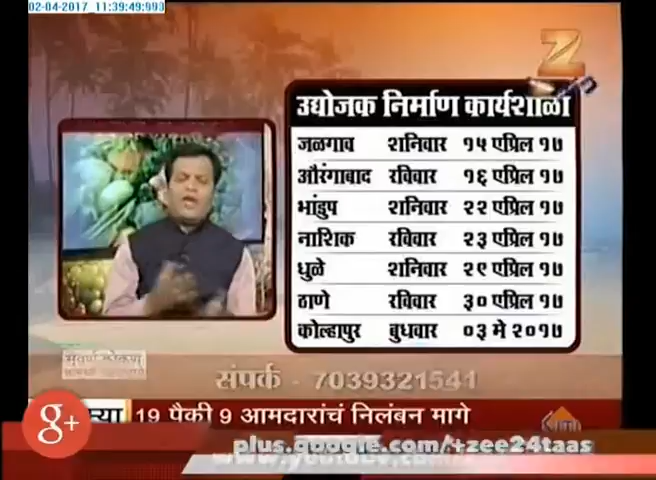 02-04-2017 11:39:49:993
उद्योजक निर्माण कार्यशाळा
जळगाव शनिवार १५ एप्रिल १७
औरंगाबाद रविवार १६ एप्रिल १७
भांडुप शनिवार २२ एप्रिल १७
नाशिक रविवार २३ एप्रिल १७
धुळे शनिवार २९ एप्रिल १७
ठाणे रविवार ३० एप्रिल १७
कोल्हापुर बुधवार ०३ मे २०१७
संपर्क - 7039321541
19 पैकी 9 आमदारांचं निलंबन मागे
g+
plus.google.com/+zee24taas